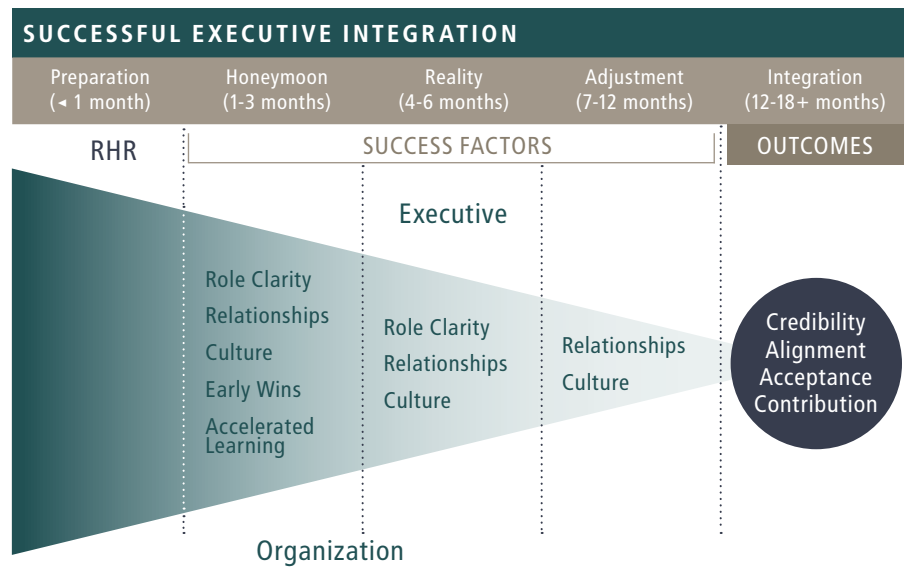 SUCCESSFUL EXECUTIVE INTEGRATION
Preparation
(◂ 1 month)
Honeymoon
(1-3 months)
Reality
(4-6 months)
Adjustment
(7-12 months)
Integration
(12-18+ months)
RHR
SUCCESS FACTORS
OUTCOMES
Executive
Role Clarity
Relationships
Culture
Early Wins
Accelerated
Learning
Role Clarity
Relationships
Culture
Relationships
Culture
Credibility
Alignment
Acceptance
Contribution
Organization